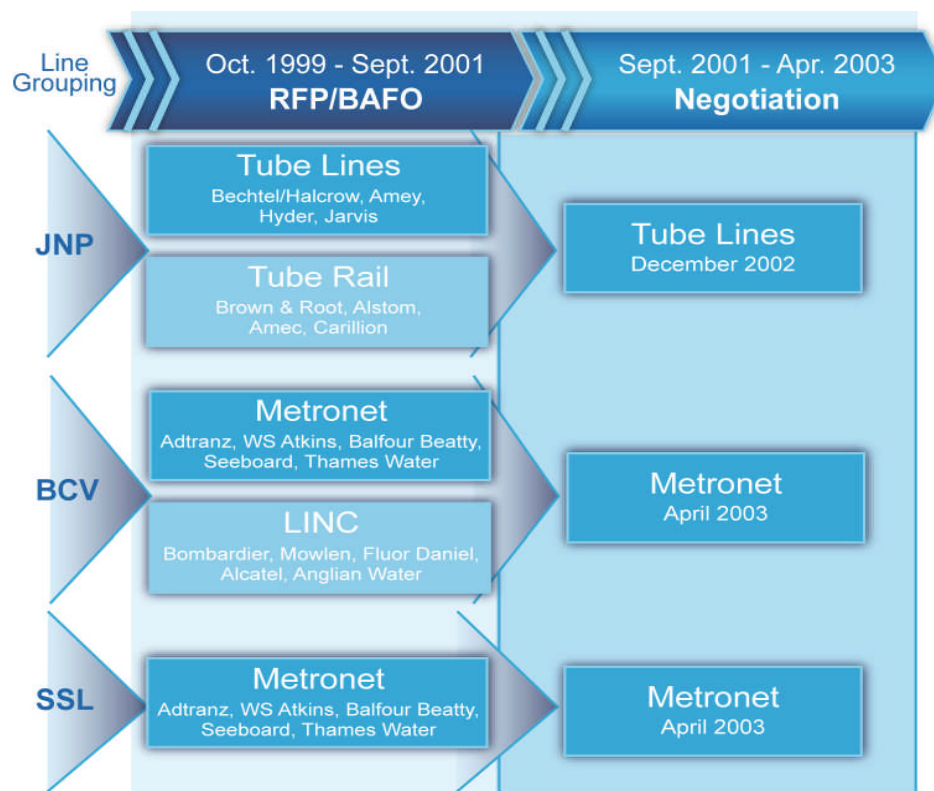 Line
Grouping
Oct. 1999 - Sept. 2001
RFP/BAFO
Sept. 2001 - Apr. 2003
Negotiation
JNP
Tube Lines
Bechtel/Halcrow, Amey,
Hyder, Jarvis
Tube Rail
Brown & Root, Alstom,
Amec, Carillion
Tube Lines
December 2002
BCV
Metronet
Adtranz, WS Atkins, Balfour Beatty,
Seeboard, Thames Water
LINC
Bombardier, Mowlen, Fluor Daniel,
Alcatel, Anglian Water
Metronet
April 2003
SSL
Metronet
Adtranz, WS Atkins, Balfour Beatty,
Seeboard, Thames Water
Metronet
April 2003